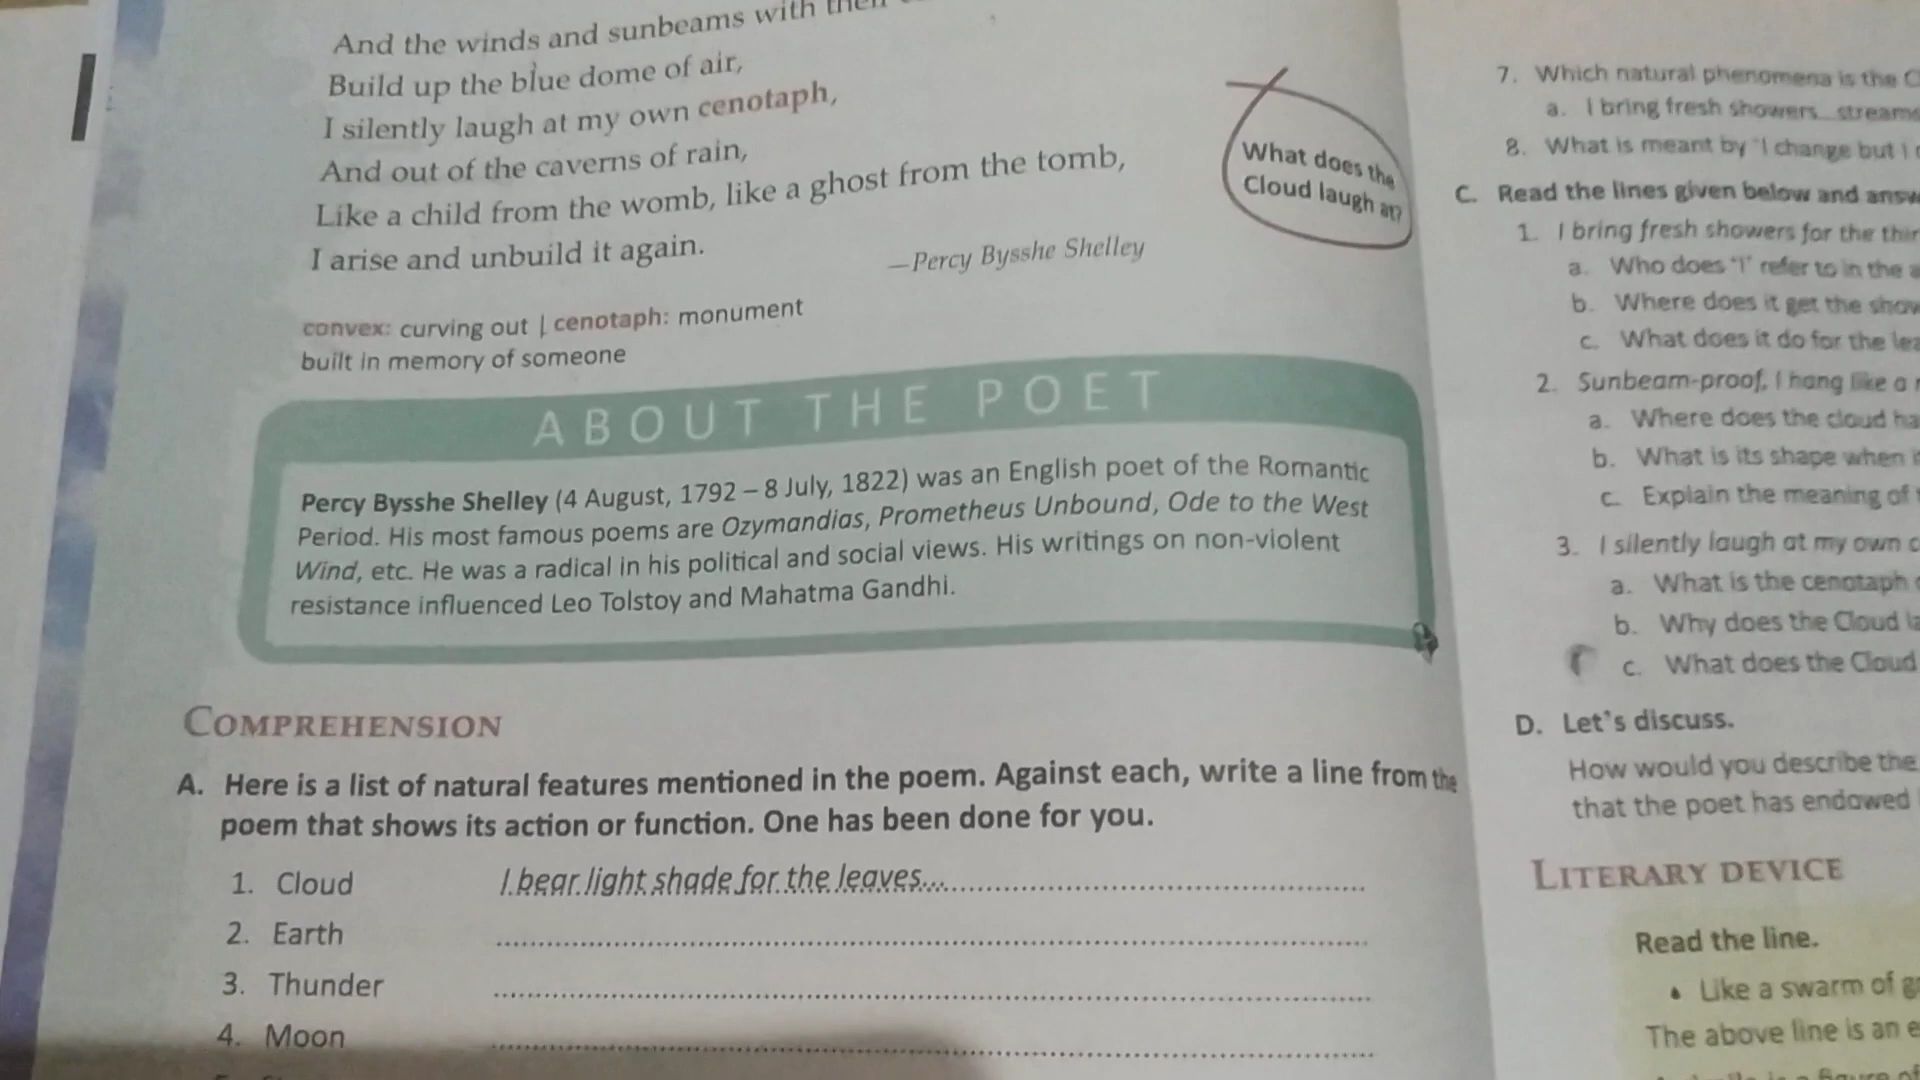 And the winds and sunbeams with
Build up the blue dome of air,
I silently laugh at my own cenotaph,
And out of the caverns of rain,
Like a child from the womb, like a ghost from the tomb,
I arise and unbuild it again.
—Percy Bysshe Shelley
What does the
Cloud laugh at?
convex: curving out | cenotaph: monument
built in memory of someone
ABOUT THE POET
Percy Bysshe Shelley (4 August, 1792 – 8 July, 1822) was an English poet of the Romantic
Period. His most famous poems are Ozymandias, Prometheus Unbound, Ode to the West
Wind, etc. He was a radical in his political and social views. His writings on non-violent
resistance influenced Leo Tolstoy and Mahatma Gandhi.
COMPREHENSION
A. Here is a list of natural features mentioned in the poem. Against each, write a line from the
poem that shows its action or function. One has been done for you.
1. Cloud I bear light shade for the leaves...
2. Earth
3. Thunder
4. Moon
7. Which natural phenomena is the
a. I bring fresh showers...streams
8. What is meant by 'I change but I
C. Read the lines given below and
1. I bring fresh showers for the
a. Who does 'I' refer to in the
b. Where does it get the
c. What does it do for the
2. Sunbeam-proof, I hang like a
a. Where does the cloud
b. What is its shape when
c. Explain the meaning of
3. I silently laugh at my own
a. What is the cenotaph
b. Why does the Cloud
c. What does the Cloud
D. Let's discuss.
How would you describe the
that the poet has endowed
LITERARY DEVICE
Read the line.
• Like a swarm of
The above line is an